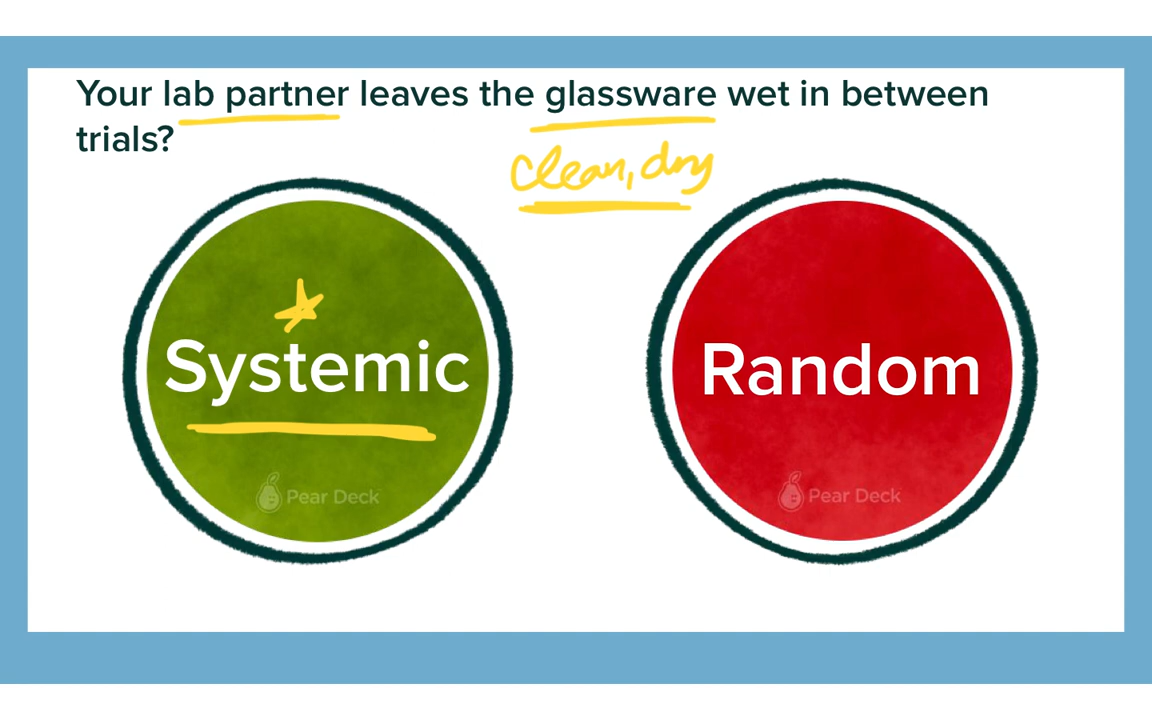 Your lab partner leaves the glassware wet in between
trials?
clean, dry
Systemic
Random
Pear Deck
Pear Deck